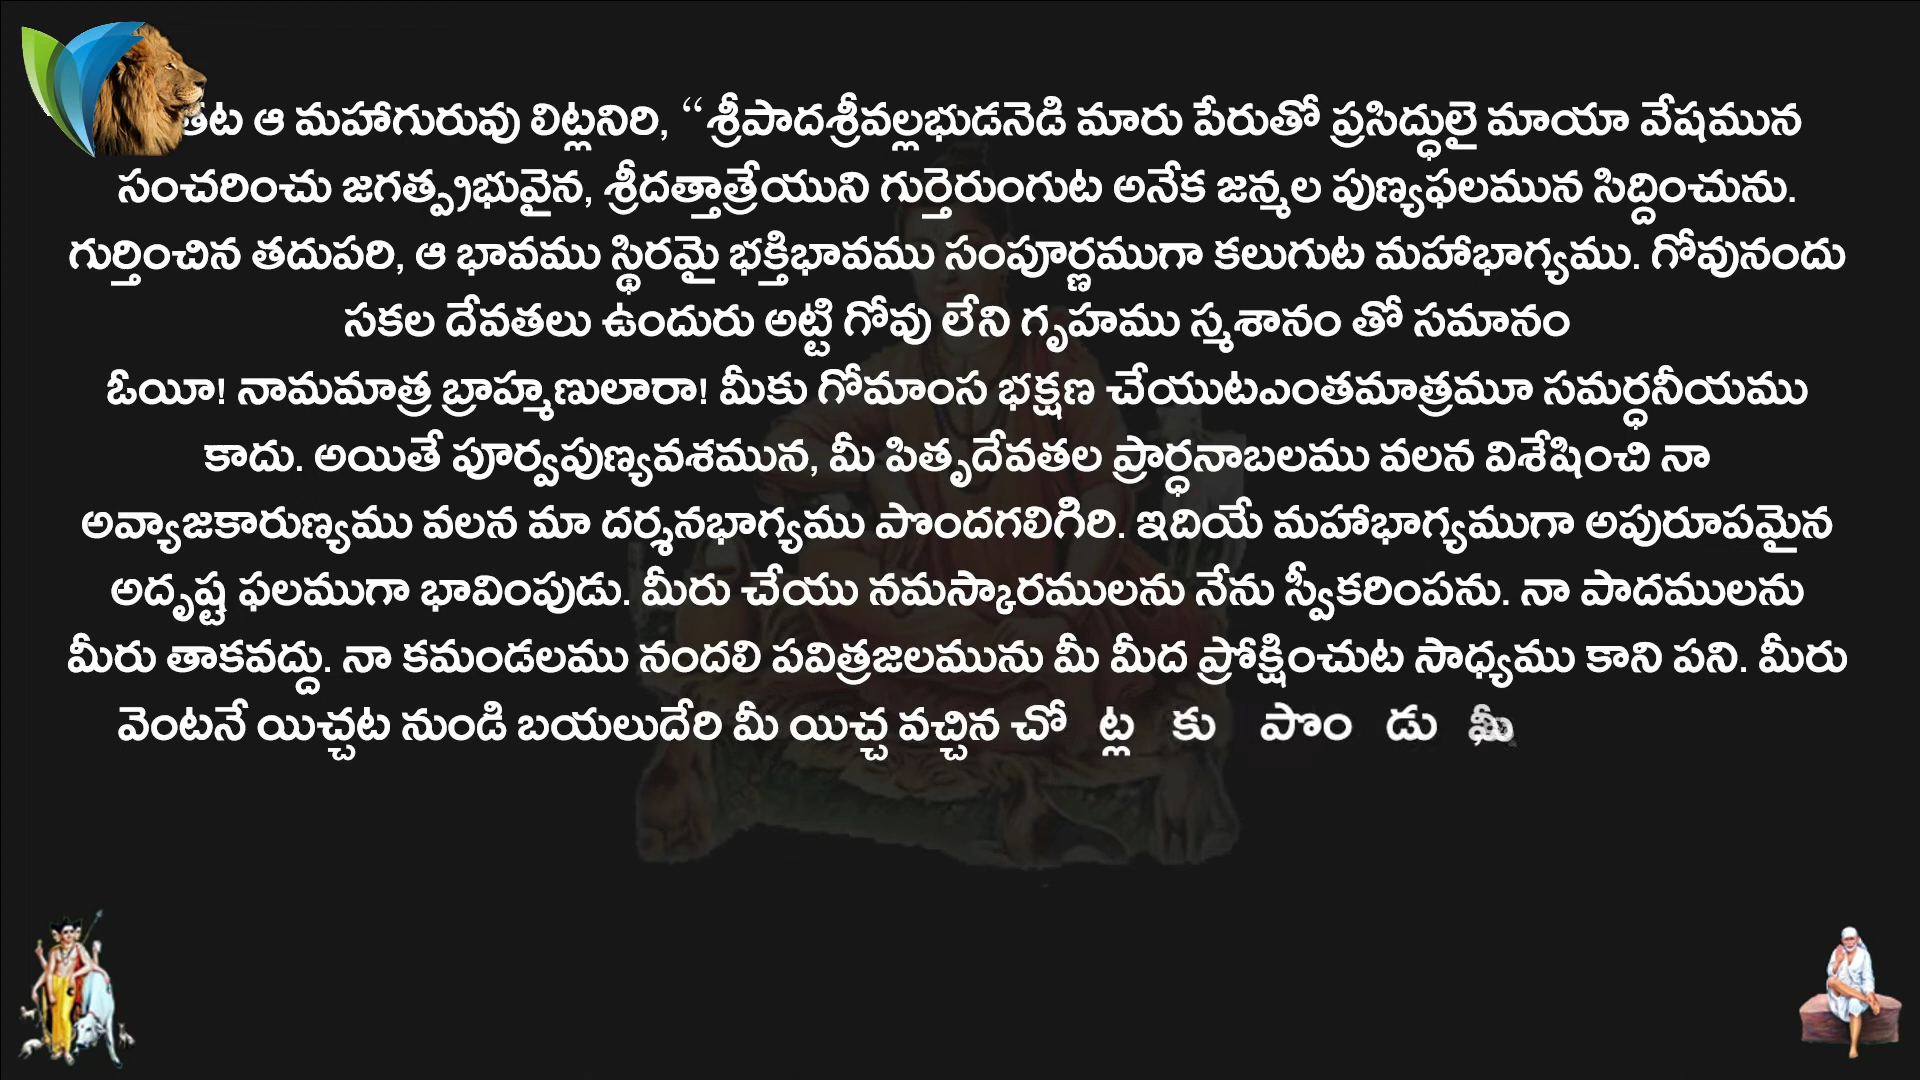 ఆ మహాగురువు లిట్లనిరి, “శ్రీపాదశ్రీవల్లభుడనెడి మారు పేరుతో ప్రసిద్ధులై మాయా వేషమున
సంచరించు జగత్ప్రభువైన, శ్రీదత్తాత్రేయుని గుర్తెరుంగుట అనేక జన్మల పుణ్యఫలమున సిద్ధించును.
గుర్తించిన తదుపరి, ఆ భావము స్థిరమై భక్తిభావము సంపూర్ణముగా కలుగుట మహాభాగ్యము. గోవునందు
సకల దేవతలు ఉందురు అట్టి గోవు లేని గృహము స్మశానం తో సమానం
ఓయీ! నామమాత్ర బ్రాహ్మణులారా! మీకు గోమాంస భక్షణ చేయుటఎంతమాత్రమూ సమర్ధనీయము
కాదు. అయితే పూర్వపుణ్యవశమున, మీ పితృదేవతల ప్రార్ధనాబలము వలన విశేషించి నా
అవ్యాజకారుణ్యము వలన మా దర్శనభాగ్యము పొందగలిగిరి. ఇదియే మహాభాగ్యముగా అపురూపమైన
అదృష్ట ఫలముగా భావింపుడు. మీరు చేయు నమస్కారములను నేను స్వీకరింపను. నా పాదములను
మీరు తాకవద్దు. నా కమండలము నందలి పవిత్రజలమును మీ మీద ప్రోక్షించుట సాధ్యము కాని పని. మీరు
వెంటనే యిచ్చట నుండి బయలుదేరి మీ యిచ్చ వచ్చిన చోట్లకు పొండు